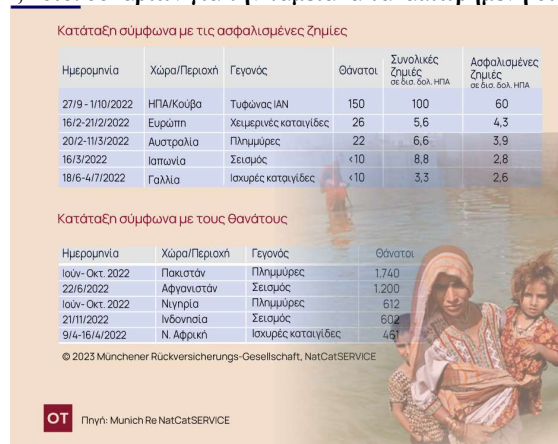 Κατάταξη σύμφωνα με τις ασφαλισμένες ζημίες
Ημερομηνία Χώρα/Περιοχή Γεγονός Θάνατοι Συνολικές ζημιές σε δισ. δολ. ΗΠΑ Ασφαλισμένες ζημιές σε δισ. δολ. ΗΠΑ
27/9 - 1/10/2022 ΗΠΑ/Κούβα Τυφώνας IAN 150 100 60
16/2-21/2/2022 Ευρώπη Χειμερινές καταιγίδες 26 5,6 4,3
20/2-11/3/2022 Αυστραλία Πλημμύρες 22 6,6 3,9
16/3/2022 Ιαπωνία Σεισμός <10 8,8 2,8
18/6-4/7/2022 Γαλλία Ισχυρές καταιγίδες <10 3,3 2,6
Κατάταξη σύμφωνα με τους θανάτους
Ημερομηνία Χώρα/Περιοχή Γεγονός Θάνατοι
Ιούν- Οκτ. 2022 Πακιστάν Πλημμύρες 1.740
22/6/2022 Αφγανιστάν Σεισμός 1.200
Ιούν- Οκτ. 2022 Νιγηρία Πλημμύρες 612
21/11/2022 Ινδονησία Σεισμός 602
9/4-16/4/2022 Ν. Αφρική Ισχυρές καταιγίδες 461
© 2023 Münchener Rückversicherungs-Gesellschaft, NatCatSERVICE
OT Πηγή: Munich Re NatCatSERVICE